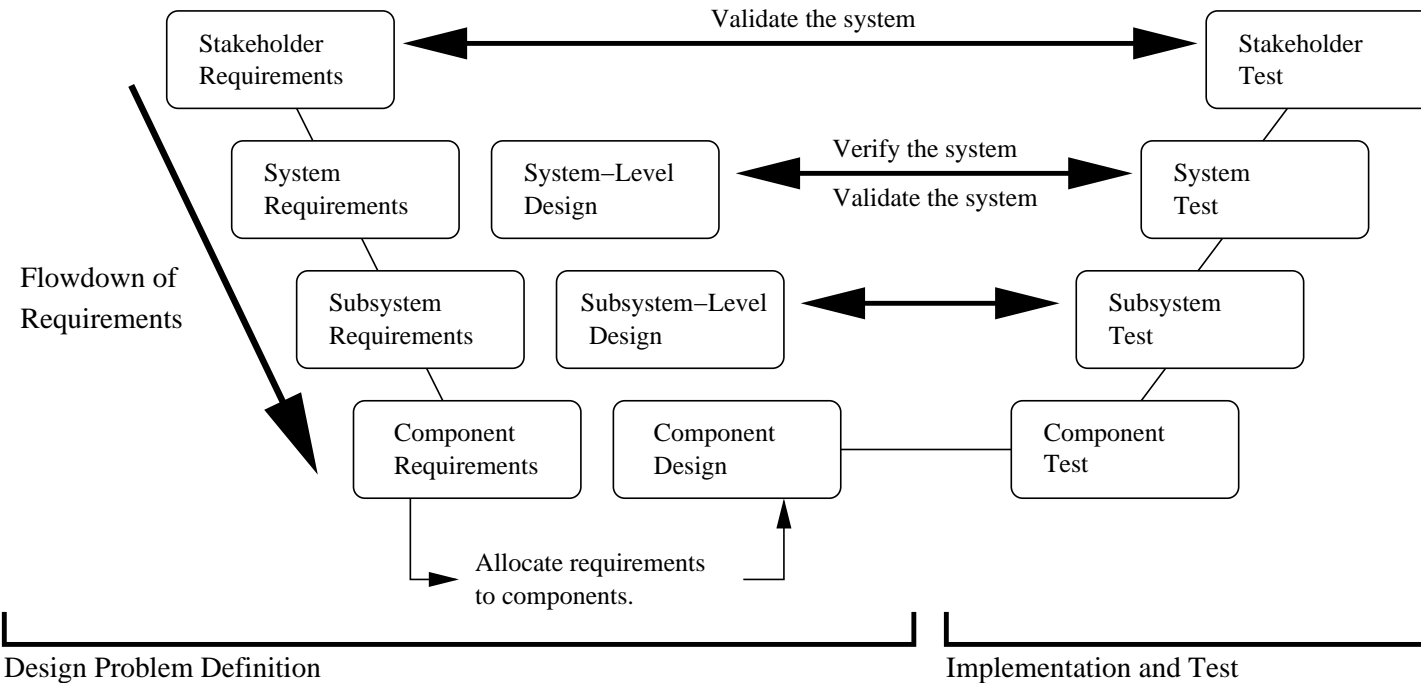 Validate the system
Stakeholder
Requirements
Stakeholder
Test
System
Requirements
System−Level
Design
Verify the system
Validate the system
System
Test
Flowdown of
Requirements
Subsystem
Requirements
Subsystem−Level
Design
Subsystem
Test
Component
Requirements
Component
Design
Component
Test
Allocate requirements
to components.
Design Problem Definition
Implementation and Test